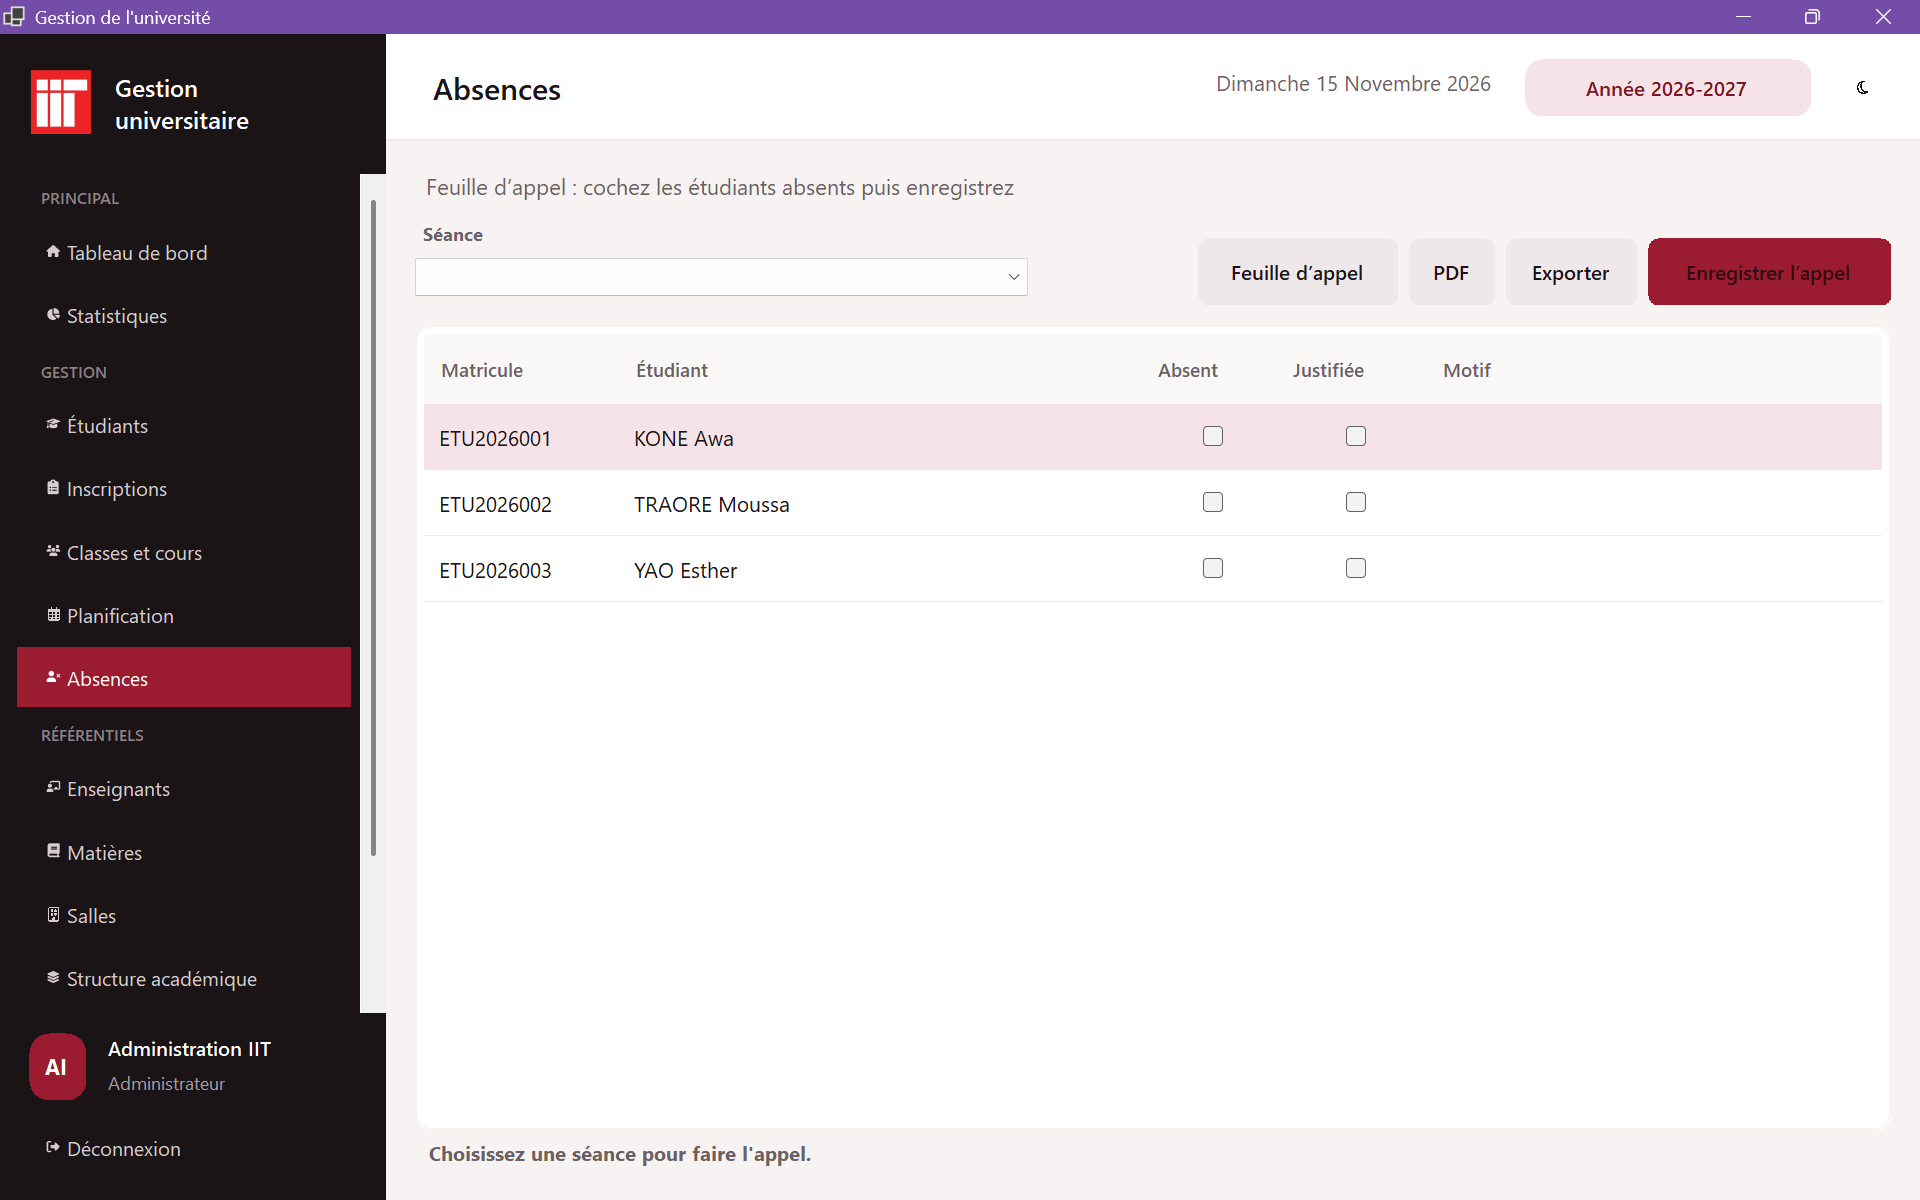 Gestion de l'université
IIT
Gestion
universitaire
PRINCIPAL
Tableau de bord
Statistiques
GESTION
Étudiants
Inscriptions
Classes et cours
Planification
Absences
RÉFÉRENTIELS
Enseignants
Matières
Salles
Structure académique
AI
Administration IIT
Administrateur
Déconnexion
Absences
Dimanche 15 Novembre 2026
Année 2026-2027
Feuille d’appel : cochez les étudiants absents puis enregistrez
Séance
Feuille d’appel
PDF
Exporter
Enregistrer l’appel
Matricule Étudiant Absent Justifiée Motif
ETU2026001 KONE Awa
ETU2026002 TRAORE Moussa
ETU2026003 YAO Esther
Choisissez une séance pour faire l'appel.